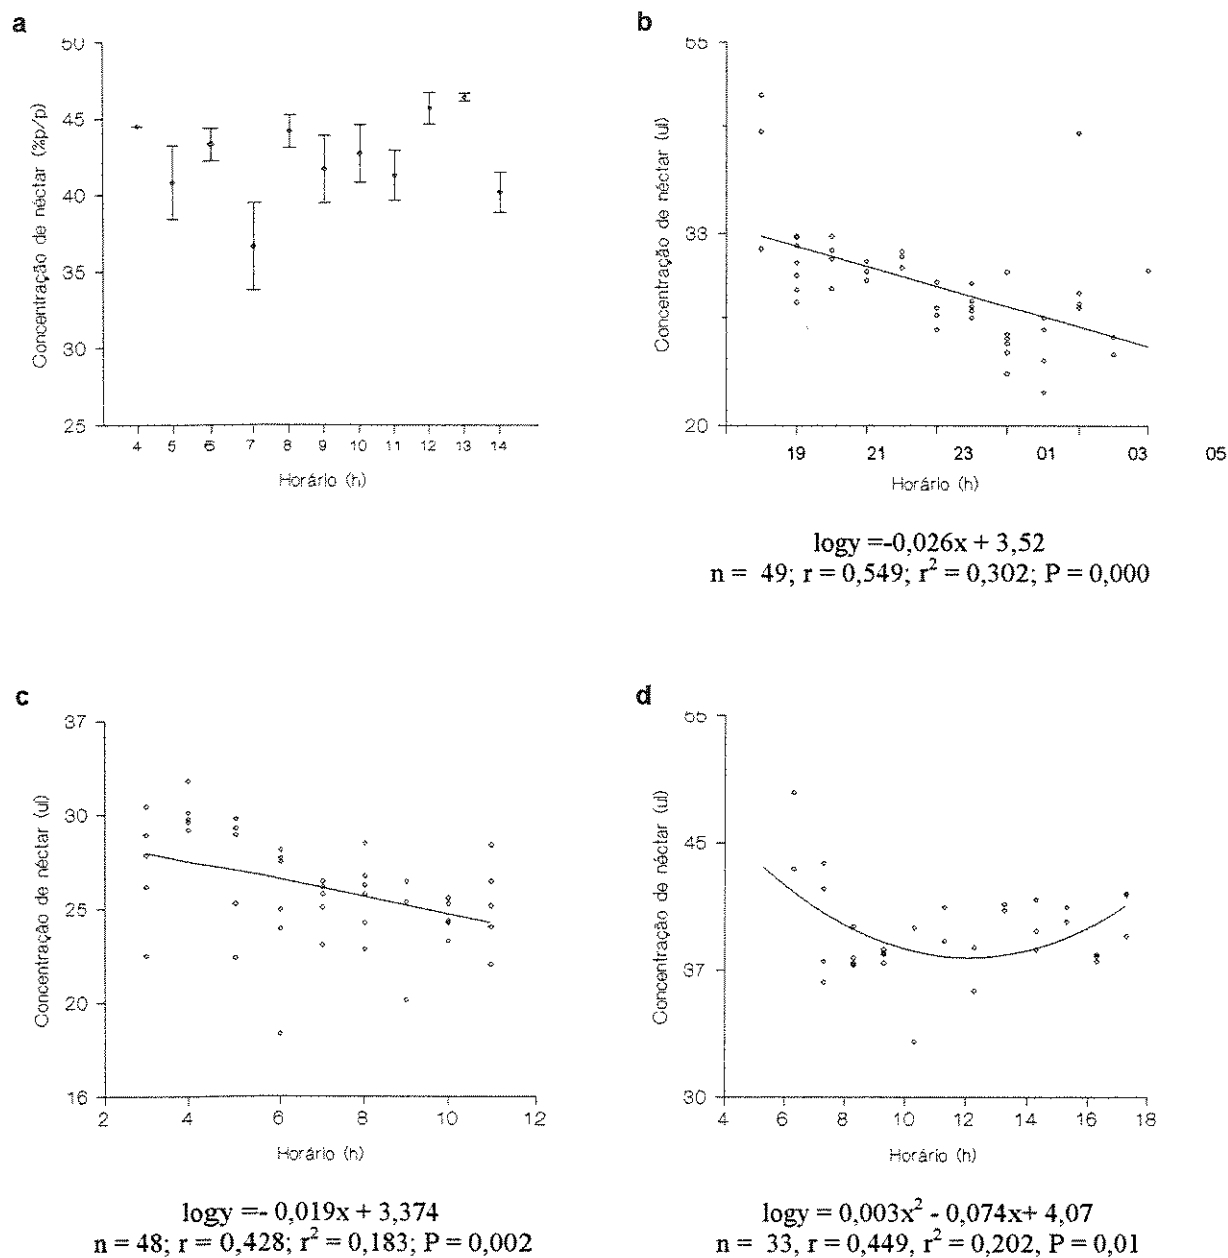 a
50
45
40
35
30
25
Concentração de néctar (%p/p)
4 5 6 7 8 9 10 11 12 13 14
Horário (h)
b
55
33
20
Concentração de néctar (ul)
19 21 23 01 03 05
Horário (h)
logy =-0,026x + 3,52
n = 49; r = 0,549; r² = 0,302; P = 0,000
c
37
30
25
20
16
Concentração de néctar (ul)
2 4 6 8 10 12
Horário (h)
logy =- 0,019x + 3,374
n = 48; r = 0,428; r² = 0,183; P = 0,002
d
55
45
37
30
Concentração de néctar (ul)
4 6 8 10 12 14 16 18
Horário (h)
logy = 0,003x² - 0,074x+ 4,07
n = 33, r = 0,449, r² = 0,202, P = 0,01